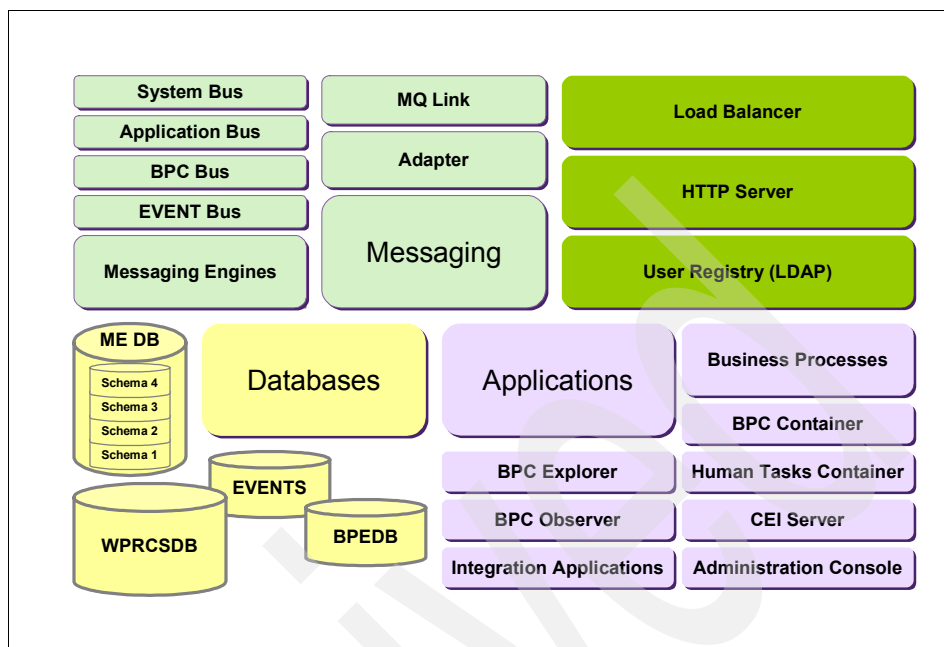 System Bus
Application Bus
BPC Bus
EVENT Bus
Messaging Engines
MQ Link
Adapter
Messaging
Load Balancer
HTTP Server
User Registry (LDAP)
ME DB
Schema 4
Schema 3
Schema 2
Schema 1
Databases
EVENTS
WPRCSDB
BPEDB
Applications
BPC Explorer
BPC Observer
Integration Applications
Business Processes
BPC Container
Human Tasks Container
CEI Server
Administration Console